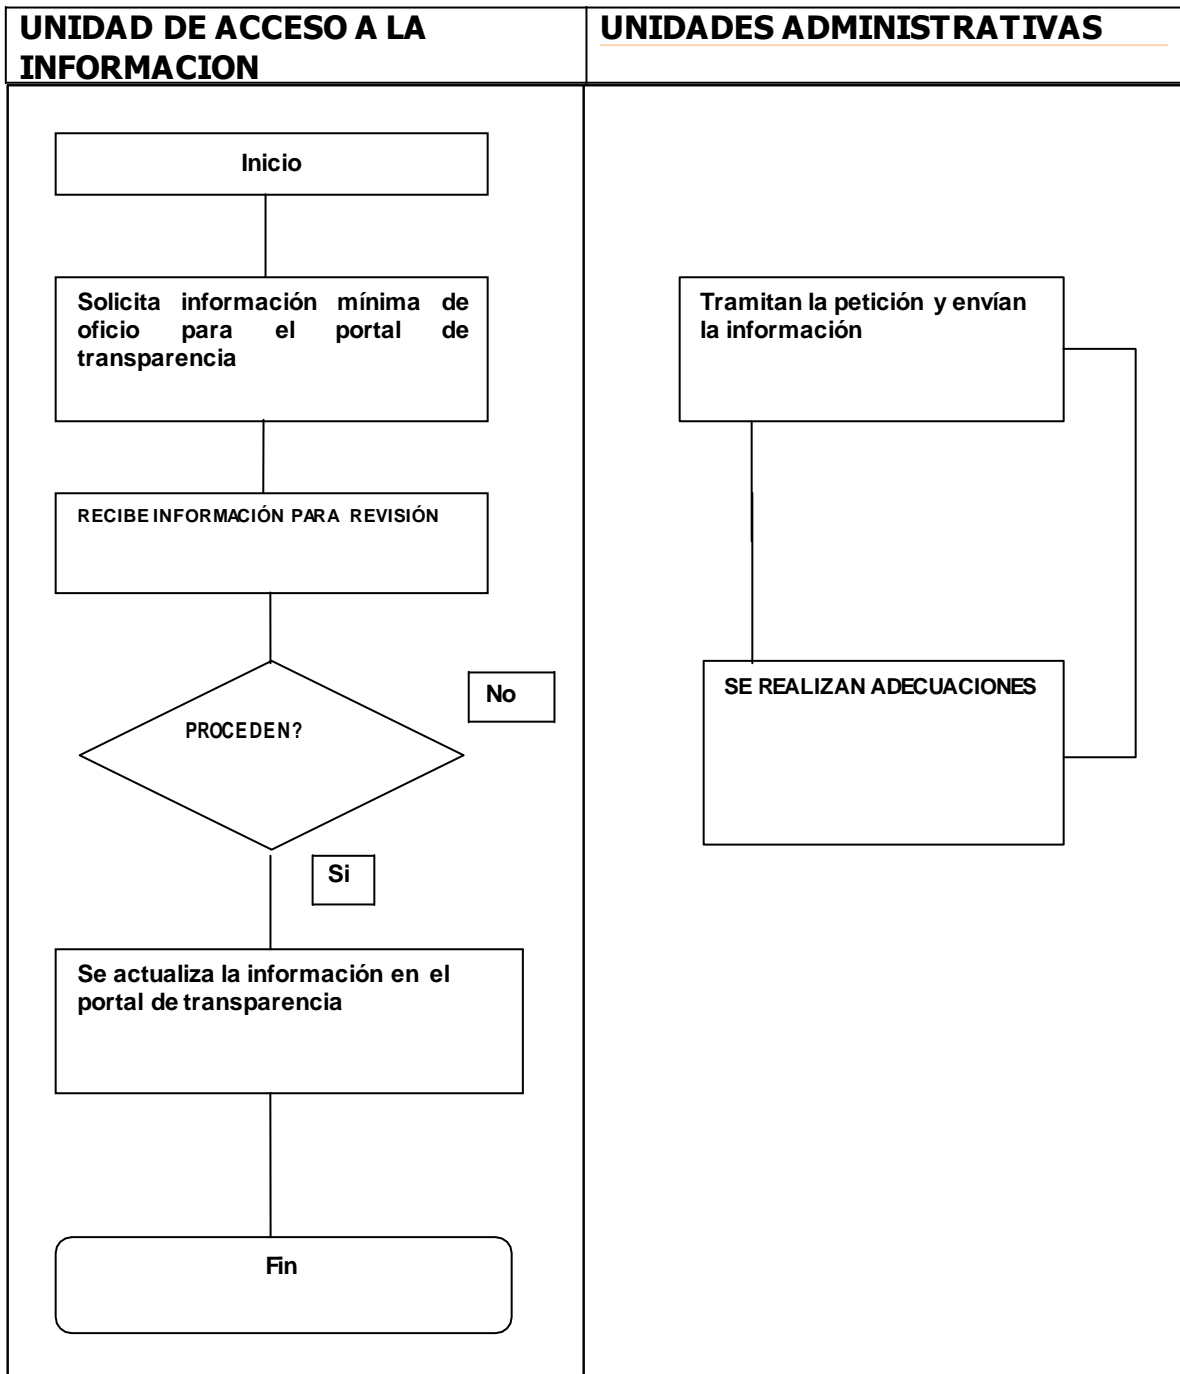 UNIDAD DE ACCESO A LA
INFORMACION
UNIDADES ADMINISTRATIVAS
Inicio
Solicita información mínima de
oficio para el portal de
transparencia
Tramitan la petición y envían
la información
RECIBE INFORMACIÓN PARA REVISIÓN
No
SE REALIZAN ADECUACIONES
PROCEDEN?
Si
Se actualiza la información en el
portal de transparencia
Fin